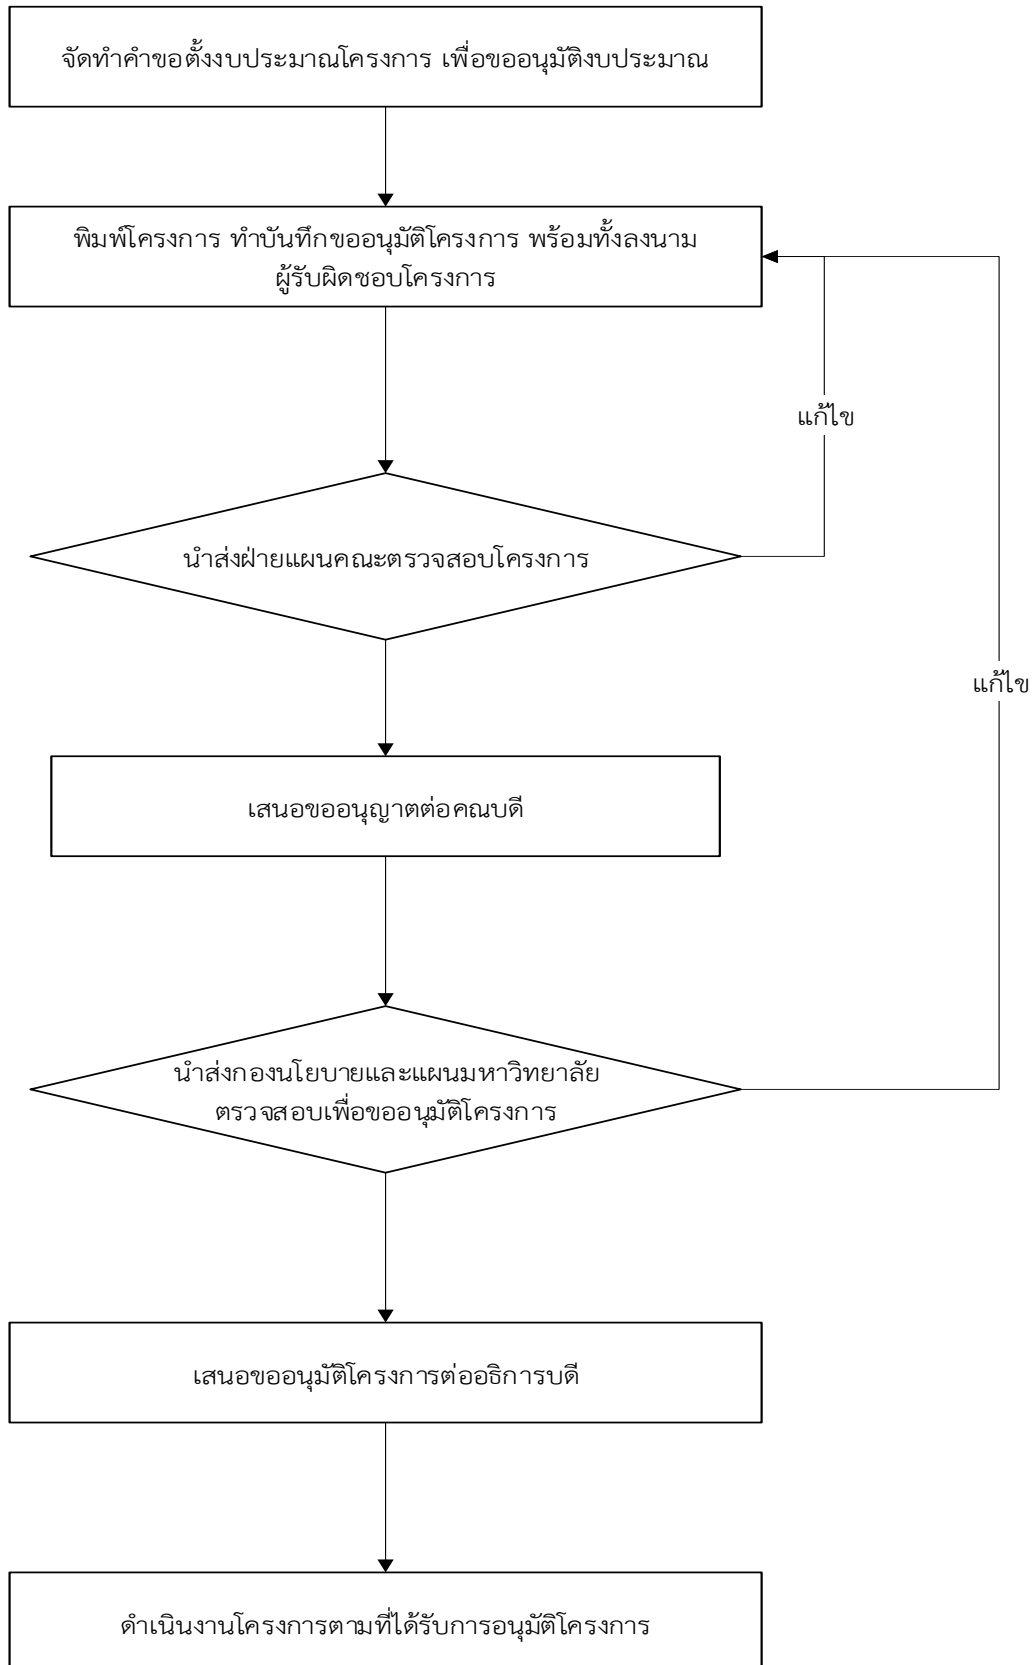 จัดทำคำขอตั้งงบประมาณโครงการ เพื่อขออนุมัติงบประมาณ
พิมพ์โครงการ ทำบันทึกขออนุมัติโครงการ พร้อมทั้งลงนาม
ผู้รับผิดชอบโครงการ
แก้ไข
นำส่งฝ่ายแผนคณะตรวจสอบโครงการ
แก้ไข
เสนอขออนุญาตต่อคณบดี
นำส่งกองนโยบายและแผนมหาวิทยาลัย
ตรวจสอบเพื่อขออนุมัติโครงการ
เสนอขออนุมัติโครงการต่ออธิการบดี
ดำเนินงานโครงการตามที่ได้รับการอนุมัติโครงการ